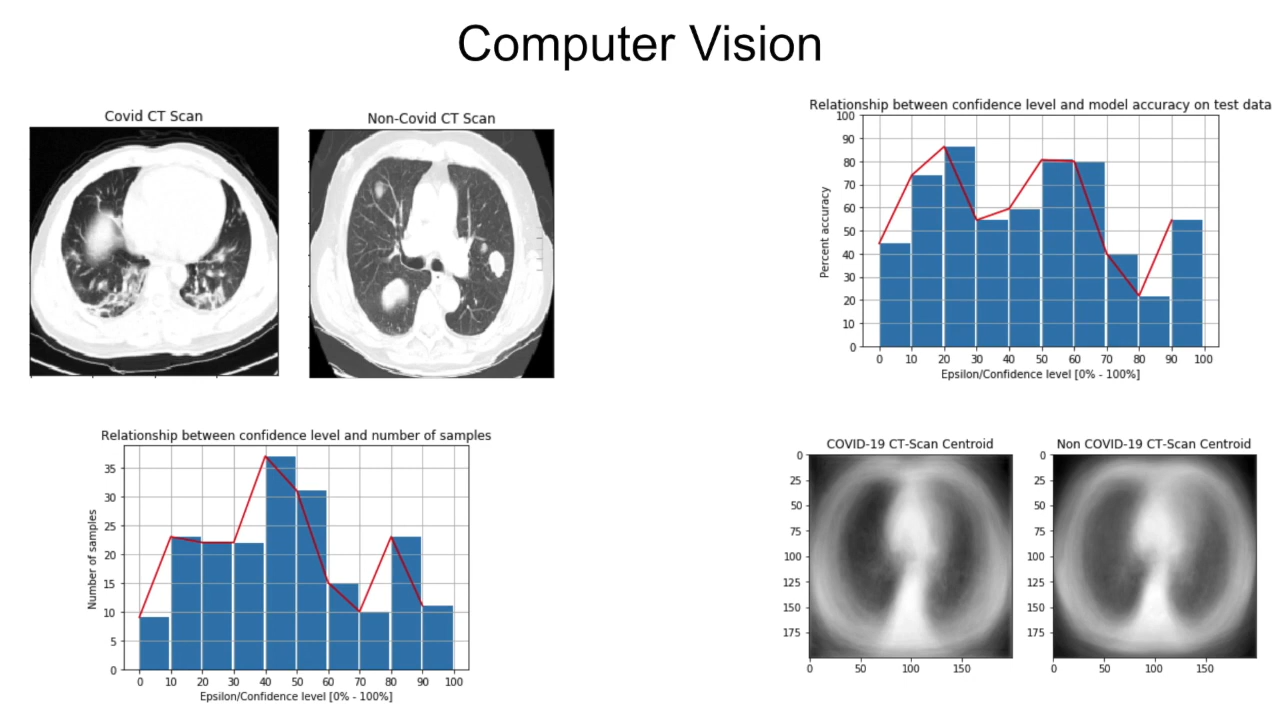 Computer Vision
Covid CT Scan
Non-Covid CT Scan
Relationship between confidence level and model accuracy on test data
100
90
80
70
60
50
40
30
20
10
0
Percent accuracy
0 10 20 30 40 50 60 70 80 90 100
Epsilon/Confidence level [0% - 100%]
Relationship between confidence level and number of samples
35
30
25
20
15
10
5
0
Number of samples
0 10 20 30 40 50 60 70 80 90 100
Epsilon/Confidence level [0% - 100%]
COVID-19 CT-Scan Centroid
0
25
50
75
100
125
150
175
0 50 100 150
Non COVID-19 CT-Scan Centroid
0
25
50
75
100
125
150
175
0 50 100 150